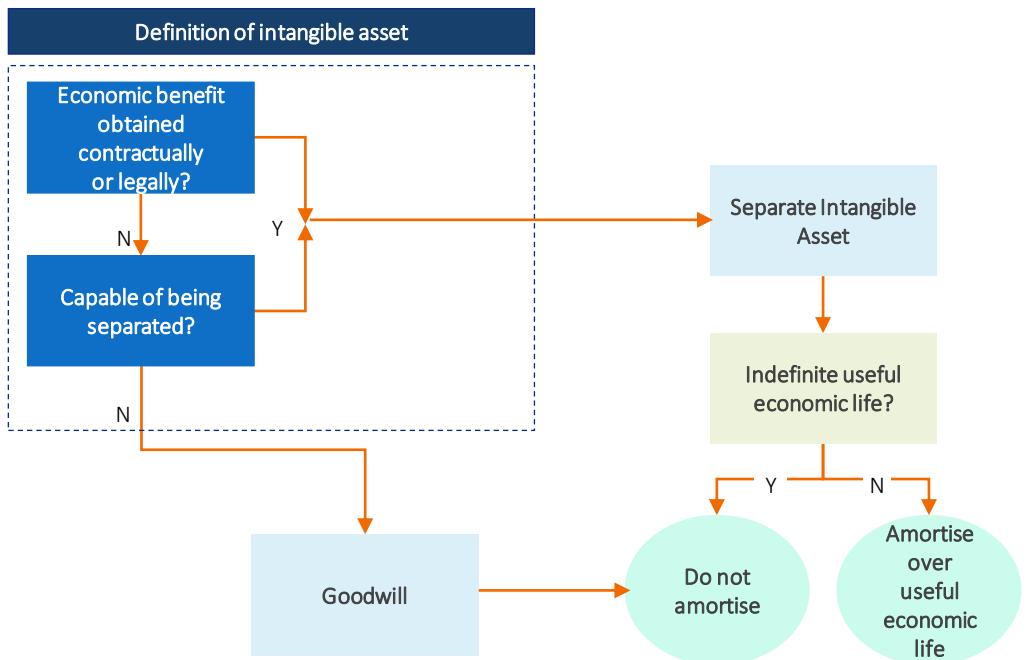 Definition of intangible asset
Economic benefit
obtained
contractually
or legally?
Y
N
Capable of being
separated?
N
Separate Intangible
Asset
Indefinite useful
economic life?
Y
N
Goodwill
Do not
amortise
Amortise
over
useful
economic
life